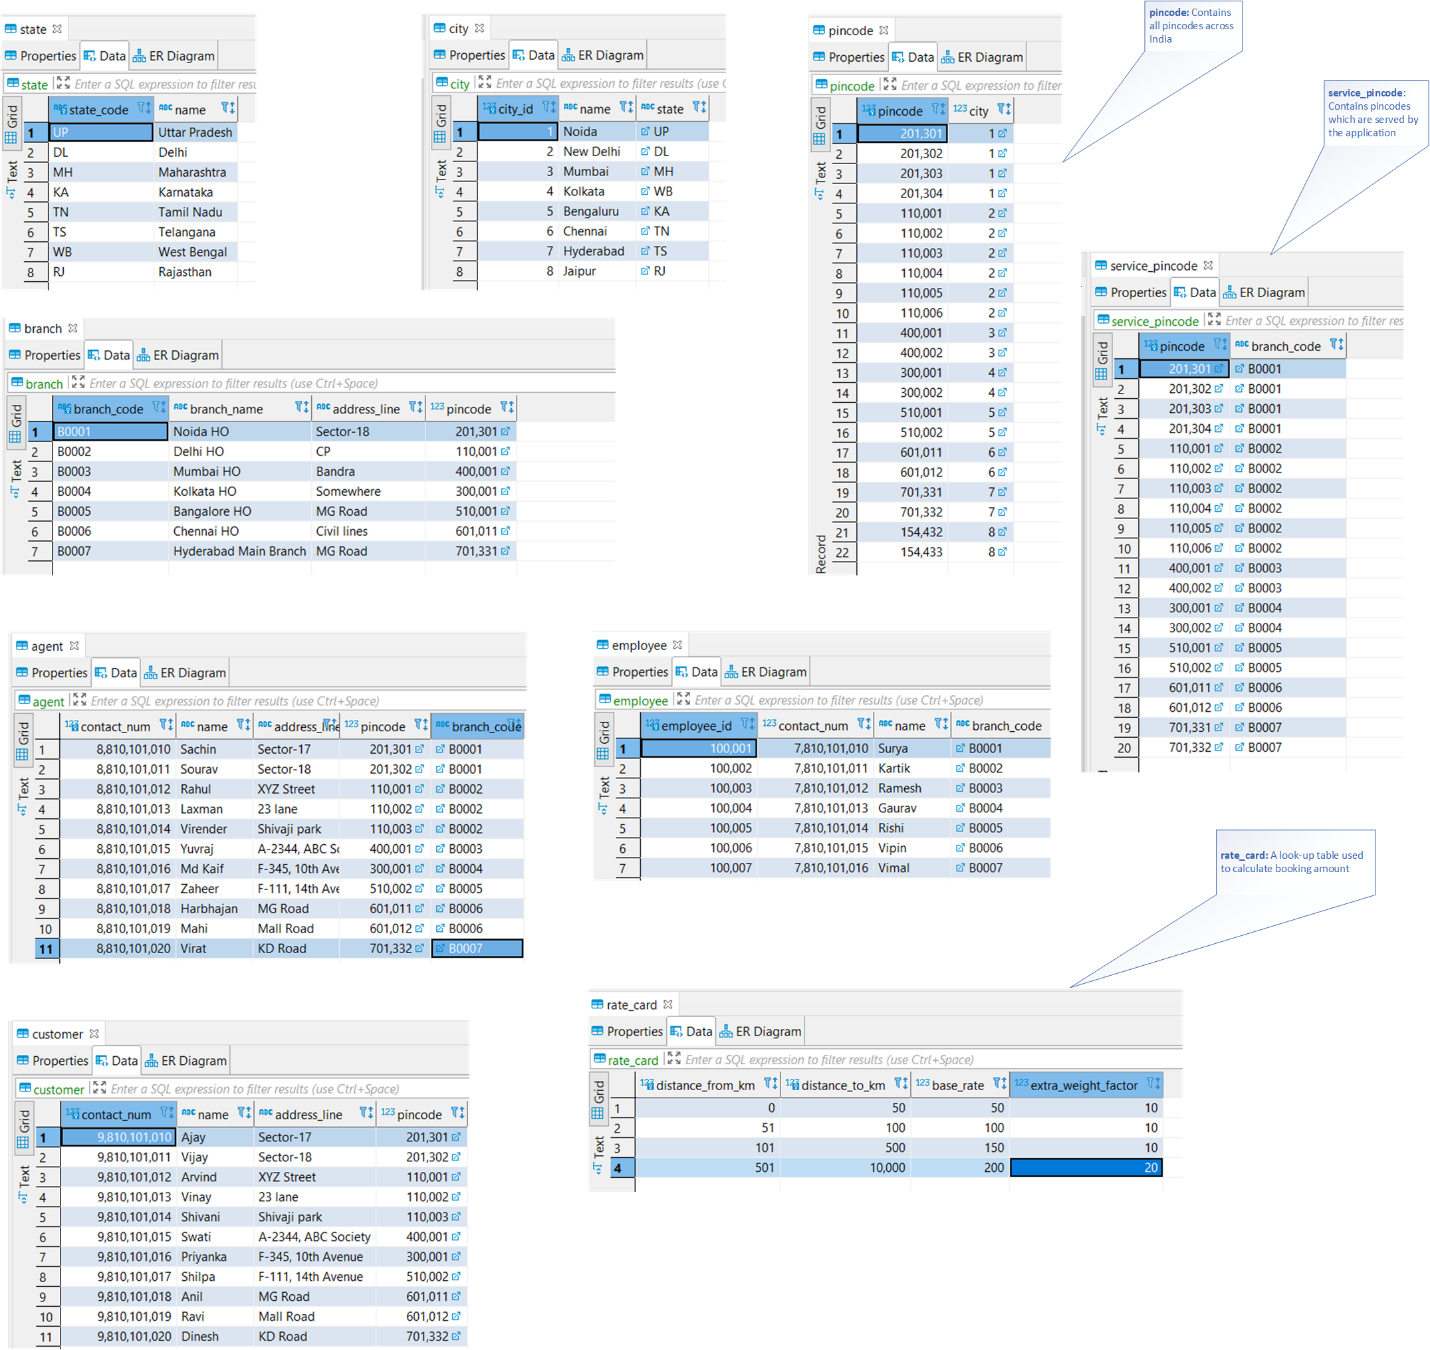 state
Properties Data ER Diagram
state Enter a SQL expression to filter resu
Grid
Text
state_code name
1 UP Uttar Pradesh
2 DL Delhi
3 MH Maharashtra
4 KA Karnataka
5 TN Tamil Nadu
6 TS Telangana
7 WB West Bengal
8 RJ Rajasthan
city
Properties Data ER Diagram
city Enter a SQL expression to filter results (use C
Grid
Text
city_id name state
1 1 Noida UP
2 2 New Delhi DL
3 3 Mumbai MH
4 4 Kolkata WB
5 5 Bengaluru KA
6 6 Chennai TN
7 7 Hyderabad TS
8 8 Jaipur RJ
pincode
Properties Data ER Diagram
pincode Enter a SQL expression to filter
Grid
Text
Record
pincode city
1 201,301 1
2 201,302 1
3 201,303 1
4 201,304 1
5 110,001 2
6 110,002 2
7 110,003 2
8 110,004 2
9 110,005 2
10 110,006 2
11 400,001 3
12 400,002 3
13 300,001 4
14 300,002 4
15 510,001 5
16 510,002 5
17 601,011 6
18 601,012 6
19 701,331 7
20 701,332 7
21 154,432 8
22 154,433 8
pincode: Contains
all pincodes across
India
service_pincode:
Contains pincodes
which are served by
the application
service_pincode
Properties Data ER Diagram
service_pincode Enter a SQL expression to filter res
Grid
Text
pincode branch_code
1 201,301 B0001
2 201,302 B0001
3 201,303 B0001
4 201,304 B0001
5 110,001 B0002
6 110,002 B0002
7 110,003 B0002
8 110,004 B0002
9 110,005 B0002
10 110,006 B0002
11 400,001 B0003
12 400,002 B0003
13 300,001 B0004
14 300,002 B0004
15 510,001 B0005
16 510,002 B0005
17 601,011 B0006
18 601,012 B0006
19 701,331 B0007
20 701,332 B0007
branch
Properties Data ER Diagram
branch Enter a SQL expression to filter results (use Ctrl+Space)
Grid
Text
branch_code branch_name address_line pincode
1 B0001 Noida HO Sector-18 201,301
2 B0002 Delhi HO CP 110,001
3 B0003 Mumbai HO Bandra 400,001
4 B0004 Kolkata HO Somewhere 300,001
5 B0005 Bangalore HO MG Road 510,001
6 B0006 Chennai HO Civil lines 601,011
7 B0007 Hyderabad Main Branch MG Road 701,331
agent
Properties Data ER Diagram
agent Enter a SQL expression to filter results (use Ctrl+Space)
Grid
Text
contact_num name address_line pincode branch_code
1 8,810,101,010 Sachin Sector-17 201,301 B0001
2 8,810,101,011 Sourav Sector-18 201,302 B0001
3 8,810,101,012 Rahul XYZ Street 110,001 B0002
4 8,810,101,013 Laxman 23 lane 110,002 B0002
5 8,810,101,014 Virender Shivaji park 110,003 B0002
6 8,810,101,015 Yuvraj A-2344, ABC So 400,001 B0003
7 8,810,101,016 Md Kaif F-345, 10th Ave 300,001 B0004
8 8,810,101,017 Zaheer F-111, 14th Ave 510,002 B0005
9 8,810,101,018 Harbhajan MG Road 601,011 B0006
10 8,810,101,019 Mahi Mall Road 601,012 B0006
11 8,810,101,020 Virat KD Road 701,332 B0007
employee
Properties Data ER Diagram
employee Enter a SQL expression to filter results (use Ctrl+Space)
Grid
Text
employee_id contact_num name branch_code
1 100,001 7,810,101,010 Surya B0001
2 100,002 7,810,101,011 Kartik B0002
3 100,003 7,810,101,012 Ramesh B0003
4 100,004 7,810,101,013 Gaurav B0004
5 100,005 7,810,101,014 Rishi B0005
6 100,006 7,810,101,015 Vipin B0006
7 100,007 7,810,101,016 Vimal B0007
rate_card: A look-up table used
to calculate booking amount
customer
Properties Data ER Diagram
customer Enter a SQL expression to filter results (use Ctrl+Space)
Grid
Text
contact_num name address_line pincode
1 9,810,101,010 Ajay Sector-17 201,301
2 9,810,101,011 Vijay Sector-18 201,302
3 9,810,101,012 Arvind XYZ Street 110,001
4 9,810,101,013 Vinay 23 lane 110,002
5 9,810,101,014 Shivani Shivaji park 110,003
6 9,810,101,015 Swati A-2344, ABC Society 400,001
7 9,810,101,016 Priyanka F-345, 10th Avenue 300,001
8 9,810,101,017 Shilpa F-111, 14th Avenue 510,002
9 9,810,101,018 Anil MG Road 601,011
10 9,810,101,019 Ravi Mall Road 601,012
11 9,810,101,020 Dinesh KD Road 701,332
rate_card
Properties Data ER Diagram
rate_card Enter a SQL expression to filter results (use Ctrl+Space)
Grid
Text
distance_from_km distance_to_km base_rate extra_weight_factor
1 0 50 50 10
2 51 100 100 10
3 101 500 150 10
4 501 10,000 200 20